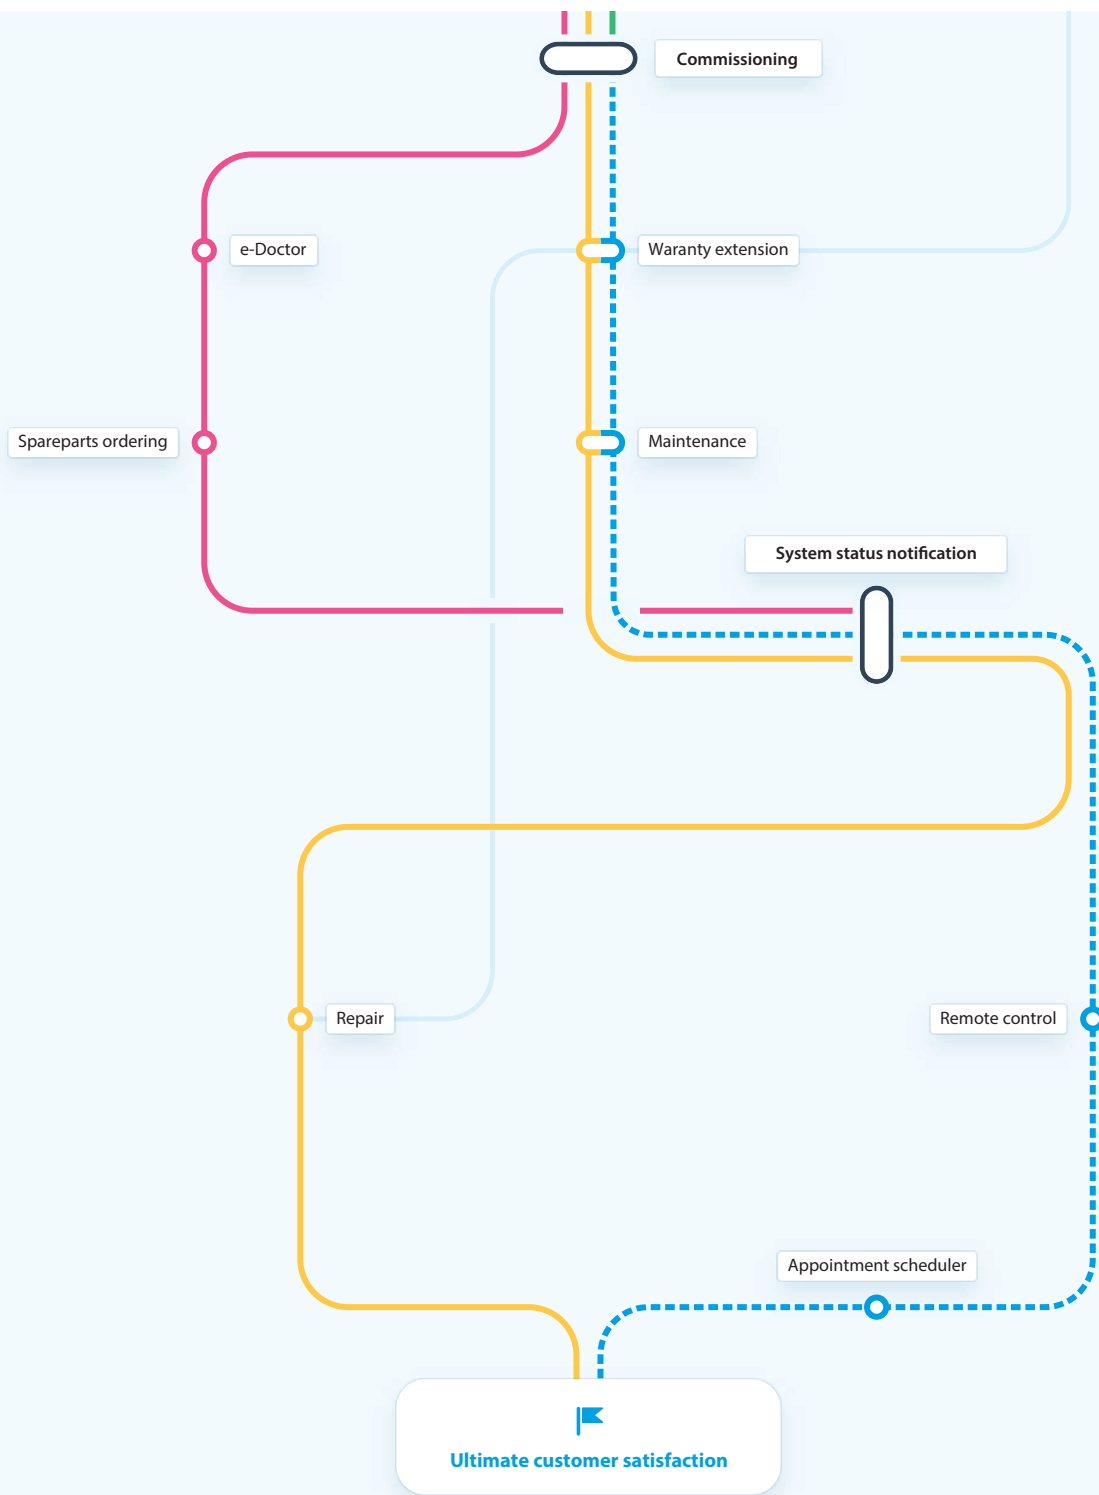 Commissioning
e-Doctor
Waranty extension
Spareparts ordering
Maintenance
System status notification
Repair
Remote control
Appointment scheduler
Ultimate customer satisfaction